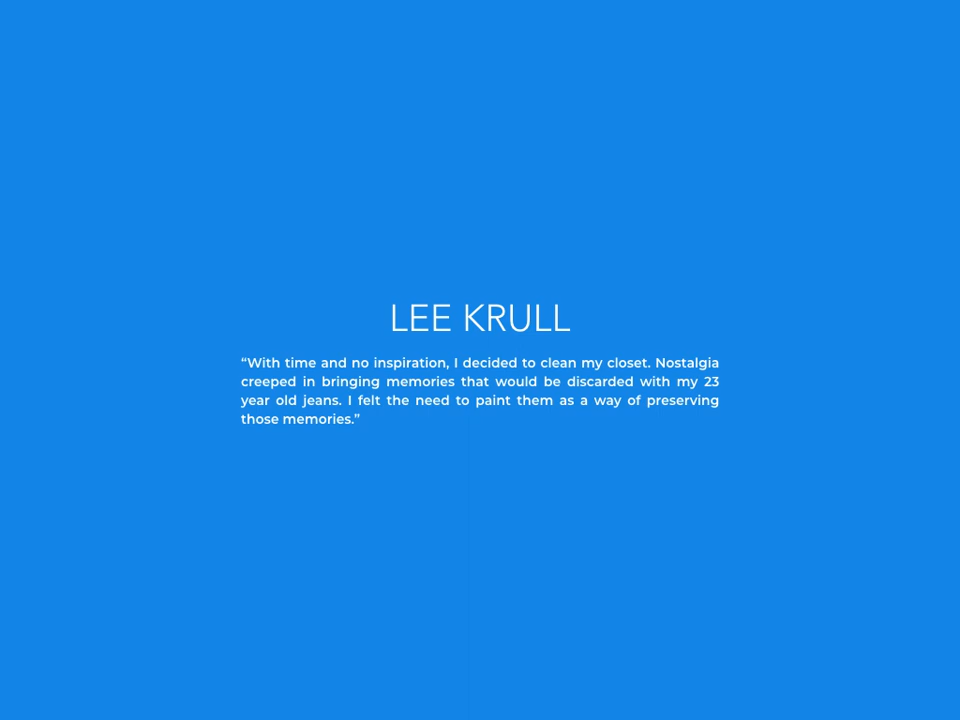 LEE KRULL
“With time and no inspiration, I decided to clean my closet. Nostalgia
creeped in bringing memories that would be discarded with my 23
year old jeans. I felt the need to paint them as a way of preserving
those memories.”